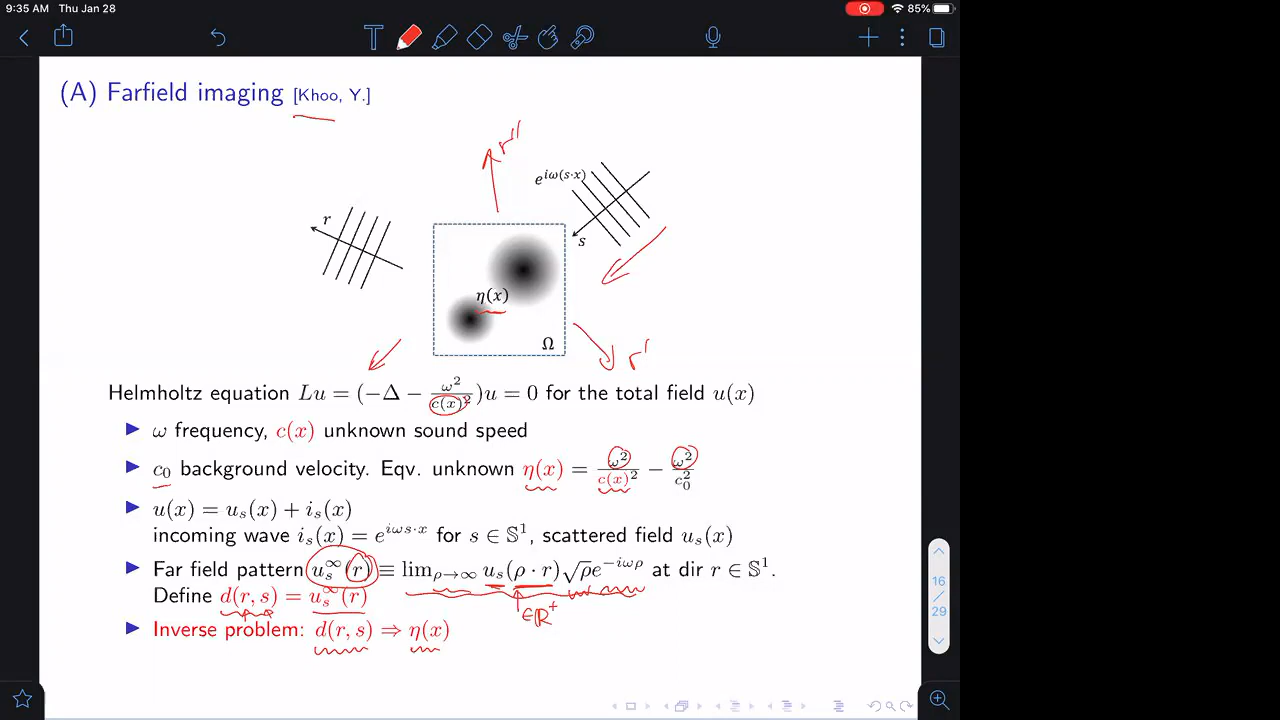 9:35 AM Thu Jan 28
85%
(A) Farfield imaging [Khoo, Y.]
r''
e^{iω(s·x)}
r
s
η(x)
Ω
r'
Helmholtz equation Lu = (−Δ − ω²/c(x)²)u = 0 for the total field u(x)
▶ ω frequency, c(x) unknown sound speed
▶ c₀ background velocity. Eqv. unknown η(x) = ω²/c(x)² − ω²/c₀²
▶ u(x) = u_s(x) + i_s(x)
incoming wave i_s(x) = e^{iωs·x} for s ∈ 𝕊¹, scattered field u_s(x)
▶ Far field pattern u_s^∞(r) ≡ lim_{ρ→∞} u_s(ρ · r)√ρe^{−iωρ} at dir r ∈ 𝕊¹.
Define d(r, s) = u_s^∞(r)
∈ℝ⁺
▶ Inverse problem: d(r, s) ⇒ η(x)
16
/
29